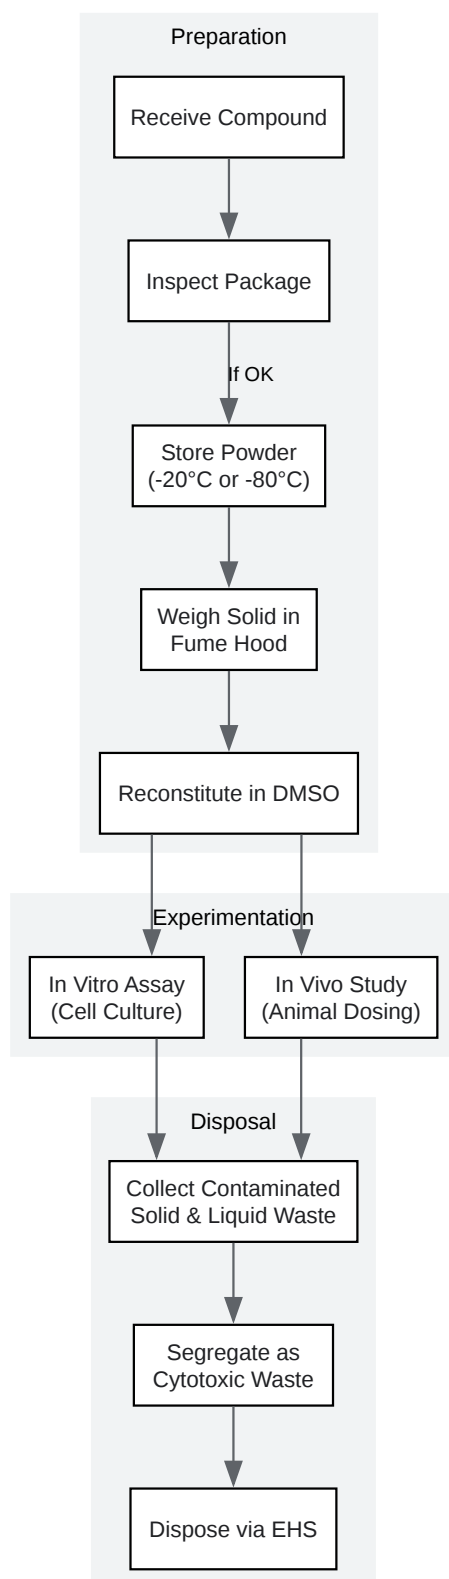 Preparation
Receive Compound
Inspect Package
If OK
Store Powder
(-20°C or -80°C)
Weigh Solid in
Fume Hood
Reconstitute in DMSO
Experimentation
In Vitro Assay
(Cell Culture)
In Vivo Study
(Animal Dosing)
Disposal
Collect Contaminated
Solid & Liquid Waste
Segregate as
Cytotoxic Waste
Dispose via EHS